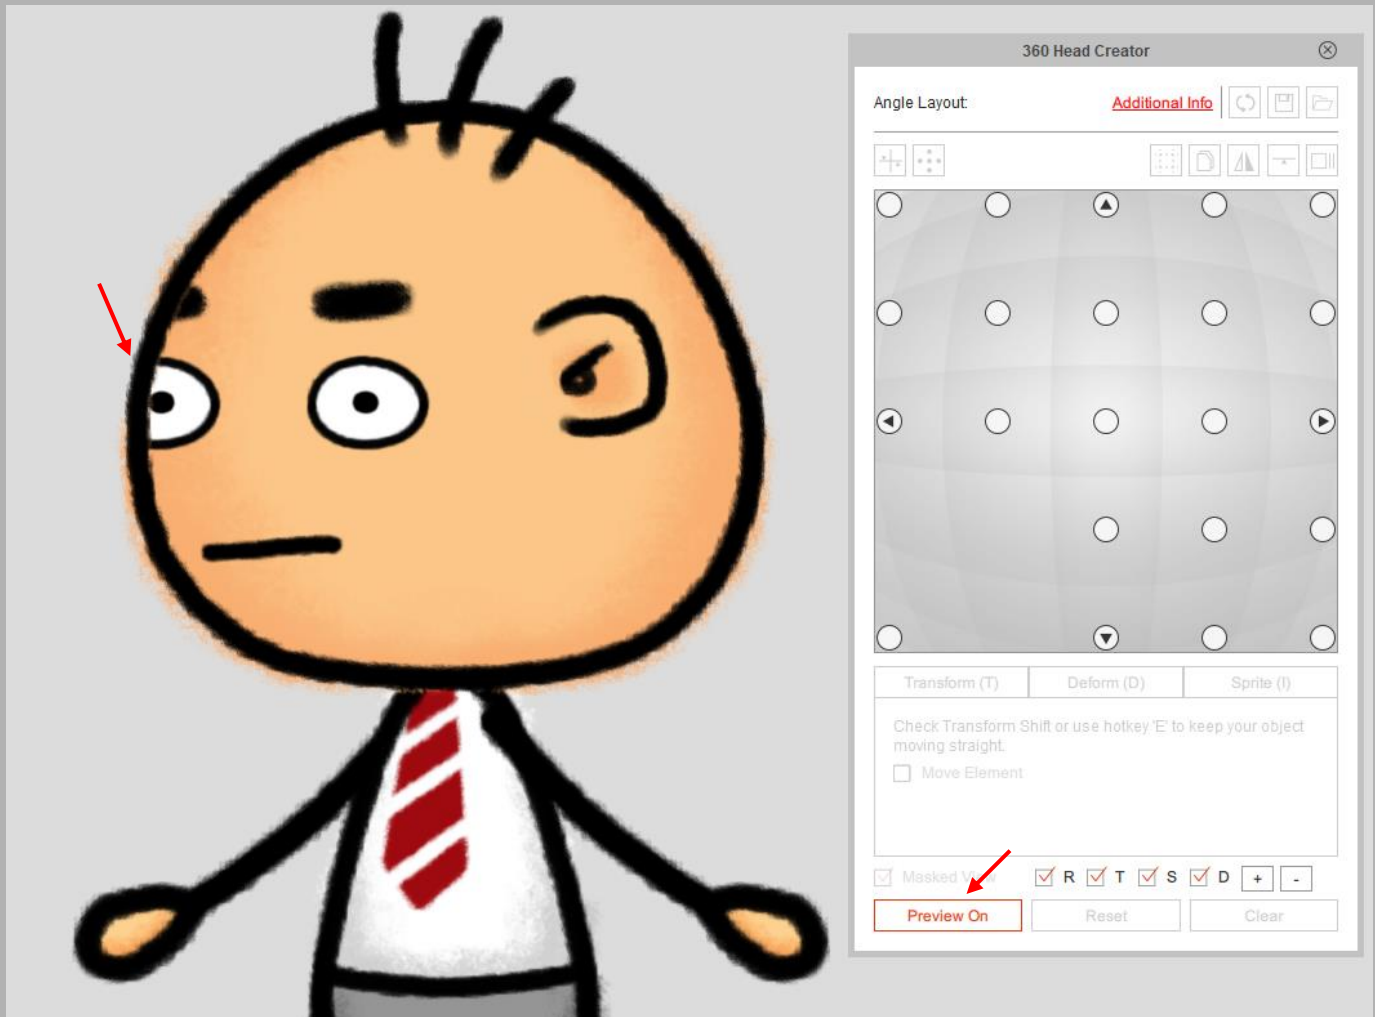 360 Head Creator
Angle Layout:
Additional Info
Transform (T)
Deform (D)
Sprite (I)
Check Transform Shift or use hotkey 'E' to keep your object
moving straight.
Move Element
Masked View
R
T
S
D
+
-
Preview On
Reset
Clear